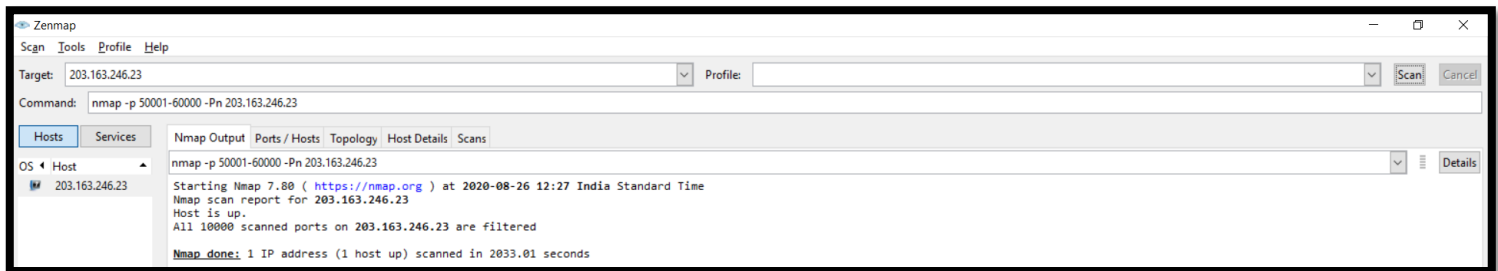 Zenmap
Scan Tools Profile Help
Target: 203.163.246.23 Profile: Scan Cancel
Command: nmap -p 50001-60000 -Pn 203.163.246.23
Hosts Services Nmap Output Ports / Hosts Topology Host Details Scans
OS Host nmap -p 50001-60000 -Pn 203.163.246.23 Details
203.163.246.23
Starting Nmap 7.80 ( https://nmap.org ) at 2020-08-26 12:27 India Standard Time
Nmap scan report for 203.163.246.23
Host is up.
All 10000 scanned ports on 203.163.246.23 are filtered
Nmap done: 1 IP address (1 host up) scanned in 2033.01 seconds